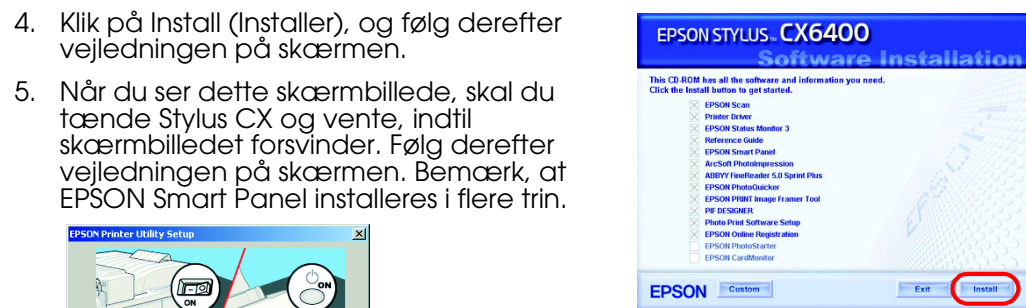 4. Klik på Install (Installer), og følg derefter
vejledningen på skærmen.
5. Når du ser dette skærmbillede, skal du
tænde Stylus CX og vente, indtil
skærmbilledet forsvinder. Følg derefter
vejledningen på skærmen. Bemærk, at
EPSON Smart Panel installeres i flere trin.
EPSON Printer Utility Setup
ON
ON
EPSON STYLUS™ CX6400
Software Installation
This CD-ROM has all the software and information you need.
Click the Install button to get started.
EPSON Scan
Printer Driver
EPSON Status Monitor 3
Reference Guide
EPSON Smart Panel
ArcSoft PhotoImpression
ABBYY FineReader 5.0 Sprint Plus
EPSON PhotoQuicker
EPSON PRINT Image Framer Tool
PIF DESIGNER
Photo Print Software Setup
EPSON Online Registration
EPSON PhotoStarter
EPSON CardMonitor
EPSON
EPSON Custom Exit Install